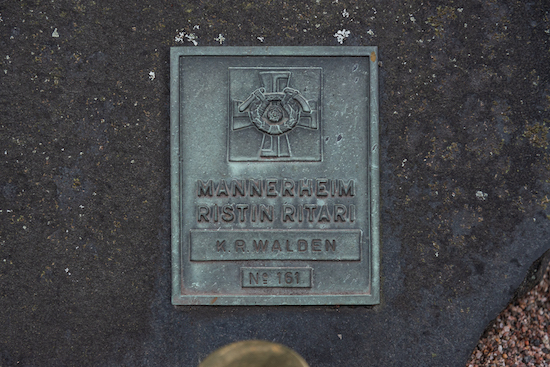 MANNERHEIM
RISTIN RITARI
K.R.WALDEN
Nº 161